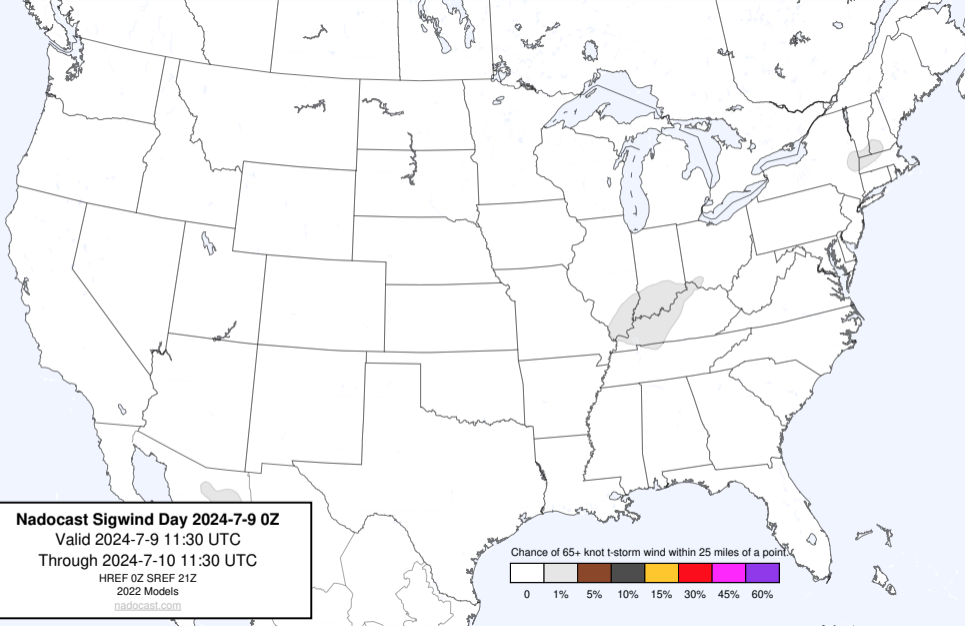 Nadocast Sigwind Day 2024-7-9 0Z
Valid 2024-7-9 11:30 UTC
Through 2024-7-10 11:30 UTC
HREF 0Z SREF 21Z
2022 Models
nadocast.com
Chance of 65+ knot t-storm wind within 25 miles of a point.
0 1% 5% 10% 15% 30% 45% 60%